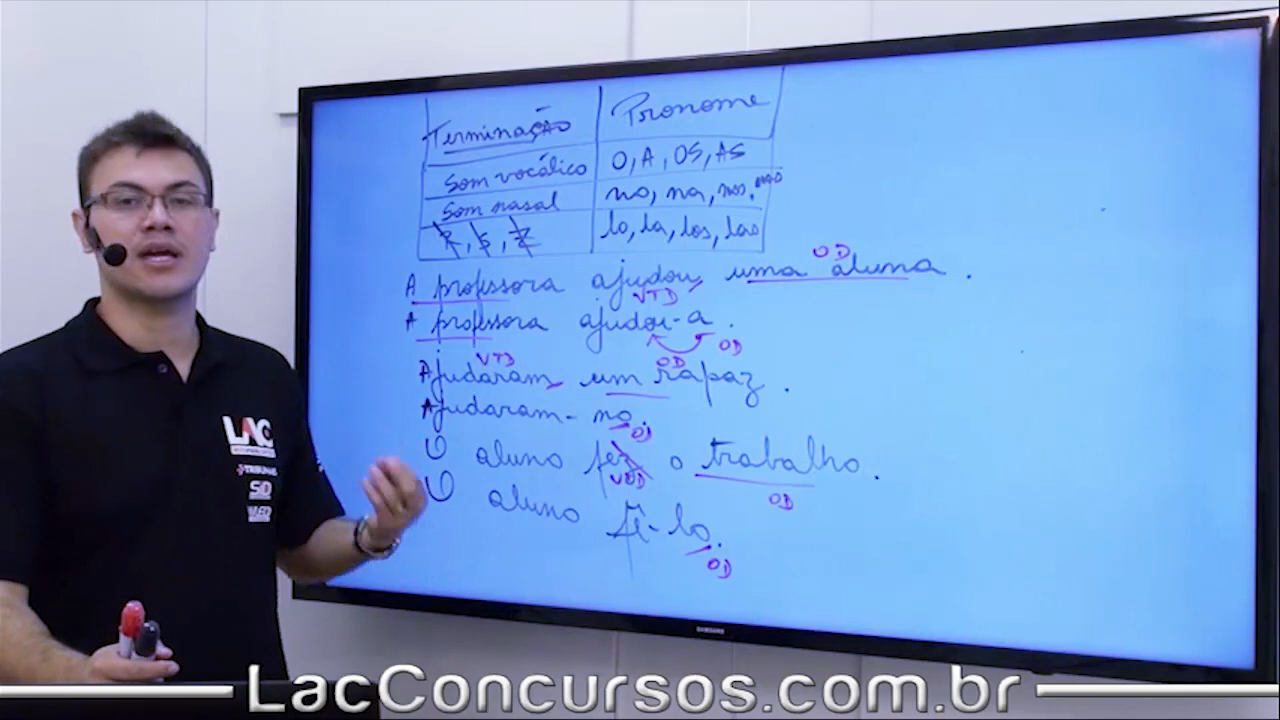 Terminação Pronome
Som vocálico O, A, OS, AS
Som nasal no, na, nos, nas
R, S, Z lo, la, los, las
OD
A professora ajudou uma aluna.
VTD
A professora ajudou-a.
OD
VTD OD
Ajudaram um rapaz.
Ajudaram-no.
OD
O aluno fez o trabalho.
VTD OD
O aluno fê-lo.
OD
LAC
TRIBUNAIS
SID
SAMSUNG
LacConcursos.com.br